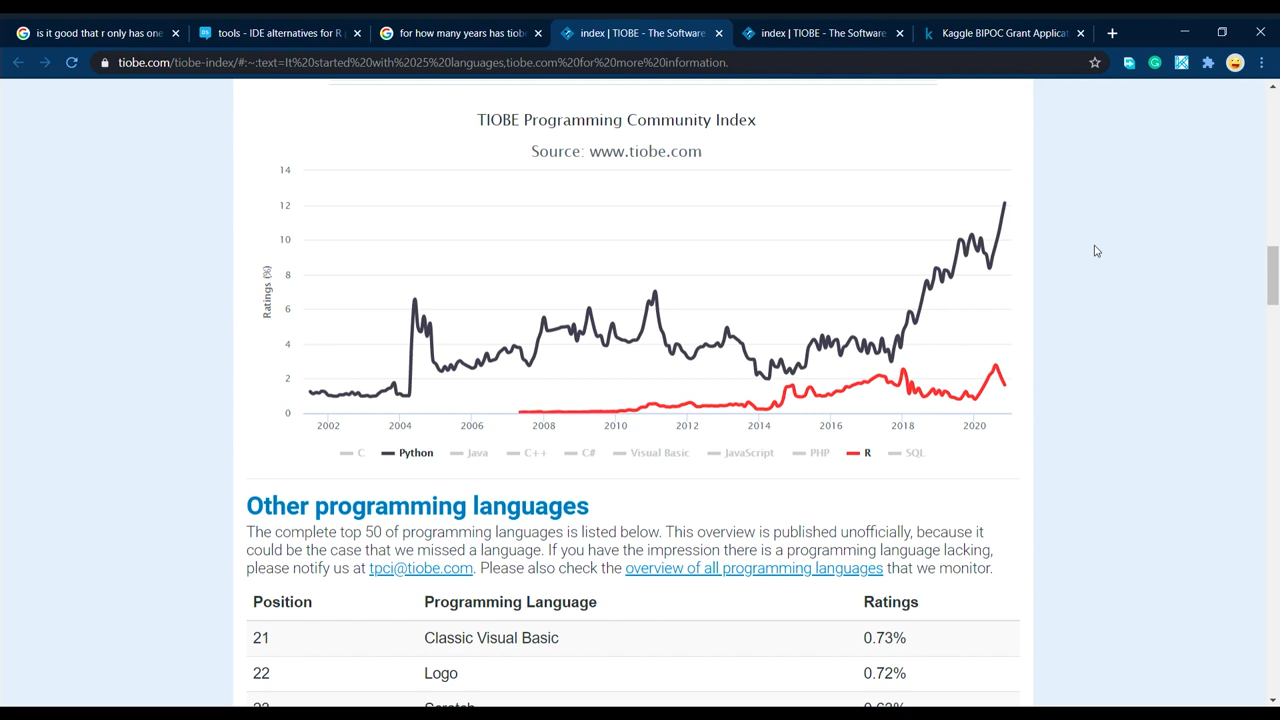 is it good that r only has one
tools - IDE alternatives for R p
for how many years has tiobe
index | TIOBE - The Software
index | TIOBE - The Software
Kaggle BIPOC Grant Applicat
tiobe.com/tiobe-index/#:~:text=It%20started%20with%2025%20languages,tiobe.com%20for%20more%20information.
TIOBE Programming Community Index
Source: www.tiobe.com
Ratings (%)
14
12
10
8
6
4
2
0
2002 2004 2006 2008 2010 2012 2014 2016 2018 2020
C Python Java C++ C# Visual Basic JavaScript PHP R SQL
Other programming languages
The complete top 50 of programming languages is listed below. This overview is published unofficially, because it
could be the case that we missed a language. If you have the impression there is a programming language lacking,
please notify us at tpci@tiobe.com. Please also check the overview of all programming languages that we monitor.
Position Programming Language Ratings
21 Classic Visual Basic 0.73%
22 Logo 0.72%